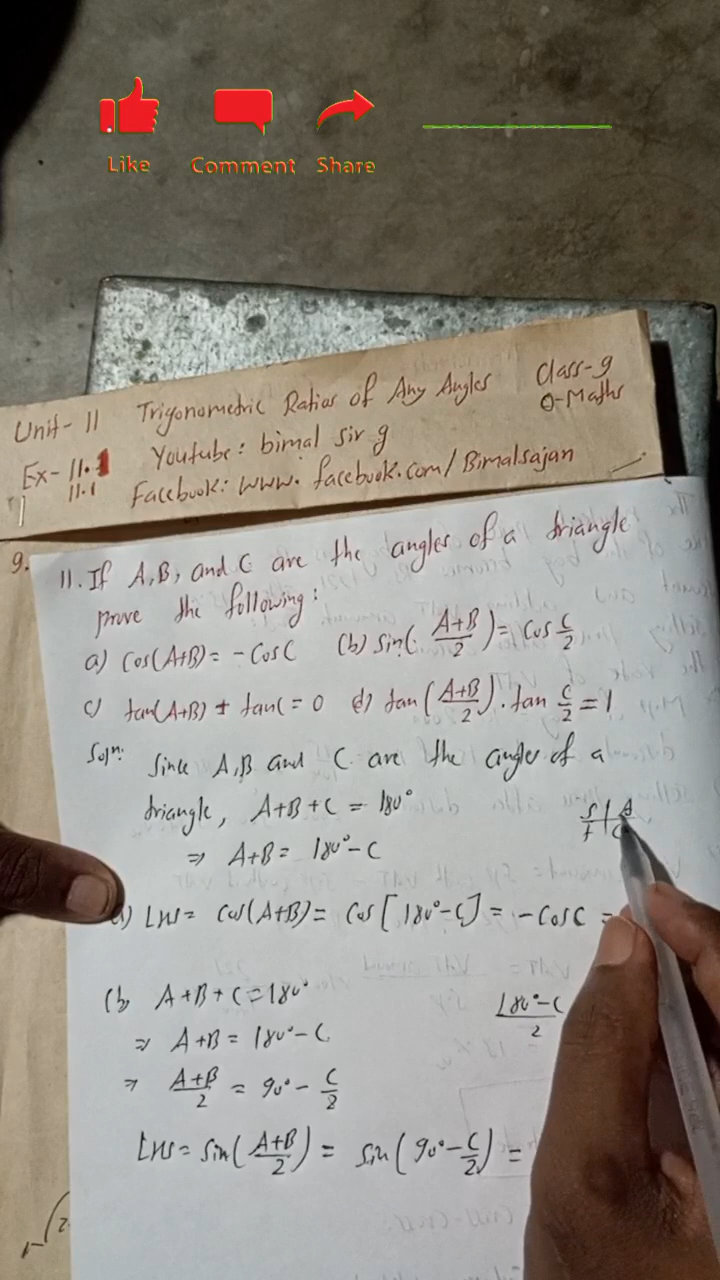 Like Comment Share
Unit- 11 Trigonometric Ratios of Any Angles Class-9
O-Maths
Ex- 11.1 Youtube: bimal sir g
11.1 Facebook: www. facebook.com/Bimalsajan
9.
11. If A,B, and C are the angles of a triangle
prove the following:
a) Cos(A+B)= -CosC (b) sin( A+B/2 )= Cos C/2
c) tan(A+B) + tanC= 0 d) tan (A+B/2) . tan C/2 = 1
Soln: Since A,B and C are the angles of a
triangle, A+B+C = 180°
S A
T C
⇒ A+B= 180°-C
a) LHS= Cos(A+B)= Cos[180°-C] = -CosC =
(b A+B+C=180°
180°-C/2
⇒ A+B= 180°-C
⇒ A+B/2 = 90°- C/2
LHS= Sin(A+B/2) = Sin(90°-C/2) =